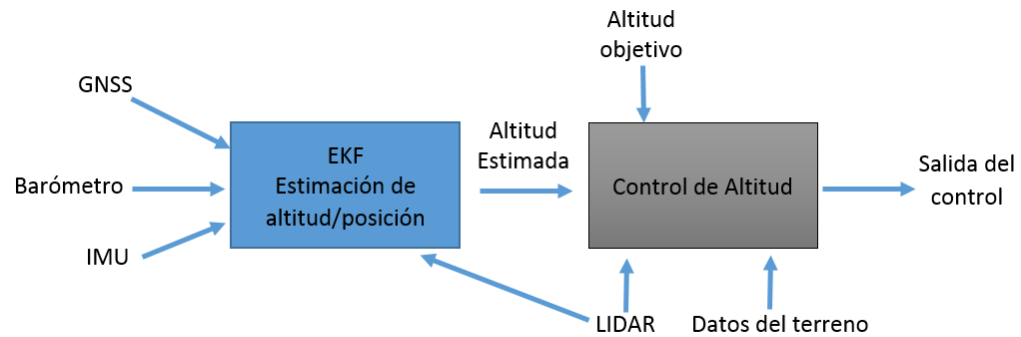 Altitud
objetivo
GNSS
EKF
Estimación de
altitud/posición
Altitud
Estimada
Control de Altitud
Salida del
control
Barómetro
IMU
LIDAR
Datos del terreno